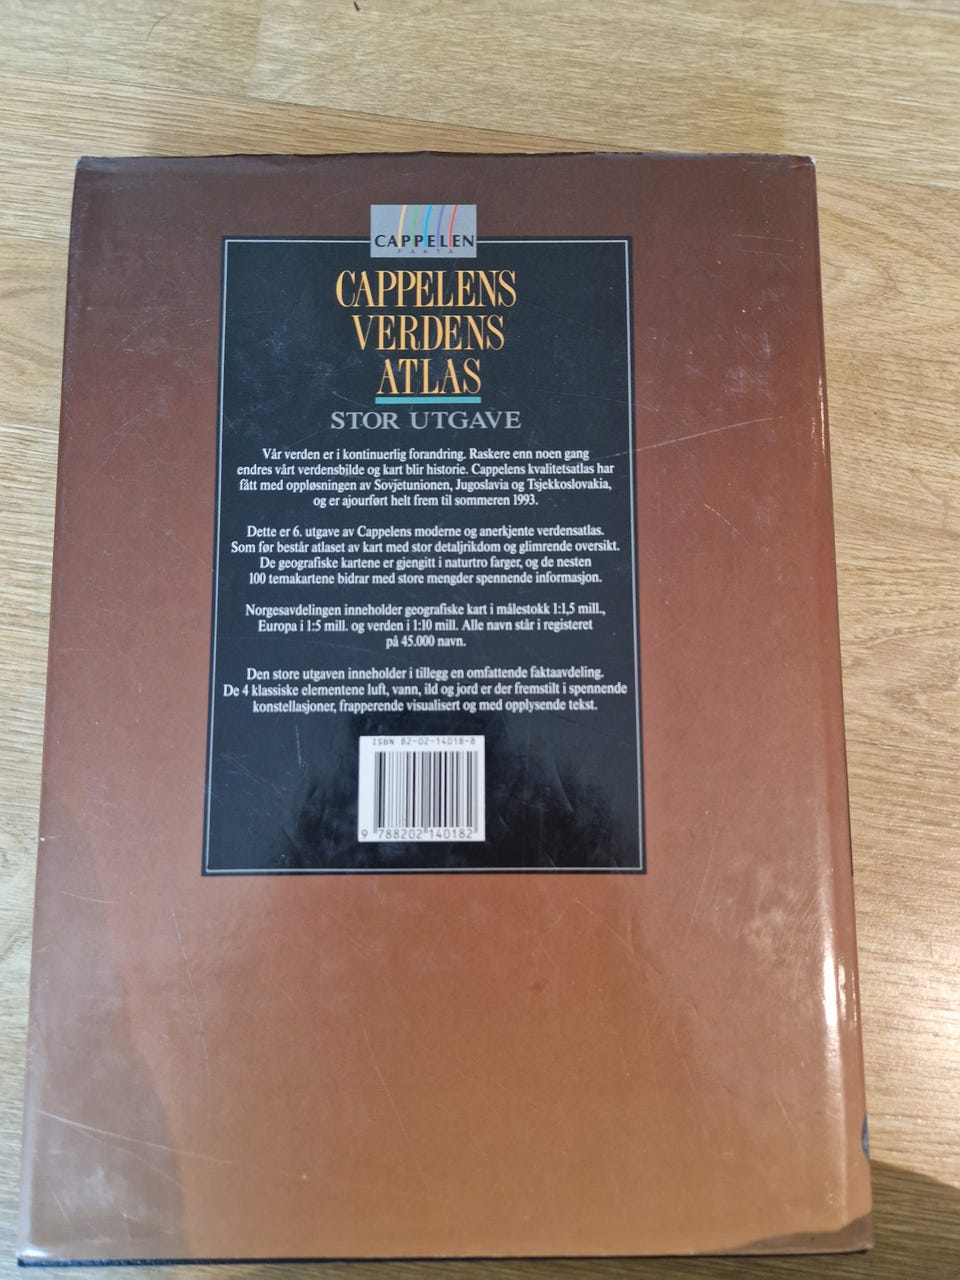 CAPPELEN
FAKTA
CAPPELENS
VERDENS
ATLAS
STOR UTGAVE
Vår verden er i kontinuerlig forandring. Raskere enn noen gang
endres vårt verdensbilde og kart blir historie. Cappelens kvalitetsatlas har
fått med oppløsningen av Sovjetunionen, Jugoslavia og Tsjekkoslovakia,
og er ajourført helt frem til sommeren 1993.
Dette er 6. utgave av Cappelens moderne og anerkjente verdensatlas.
Som før består atlaset av kart med stor detaljrikdom og glimrende oversikt.
De geografiske kartene er gjengitt i naturtro farger, og de nesten
100 temakartene bidrar med store mengder spennende informasjon.
Norgesavdelingen inneholder geografiske kart i målestokk 1:1,5 mill.,
Europa i 1:5 mill. og verden i 1:10 mill. Alle navn står i registeret
på 45.000 navn.
Den store utgaven inneholder i tillegg en omfattende faktaavdeling.
De 4 klassiske elementene luft, vann, ild og jord er der fremstilt i spennende
konstellasjoner, frapperende visualisert og med opplysende tekst.
ISBN 82-02-14018-8
9 788202 140182